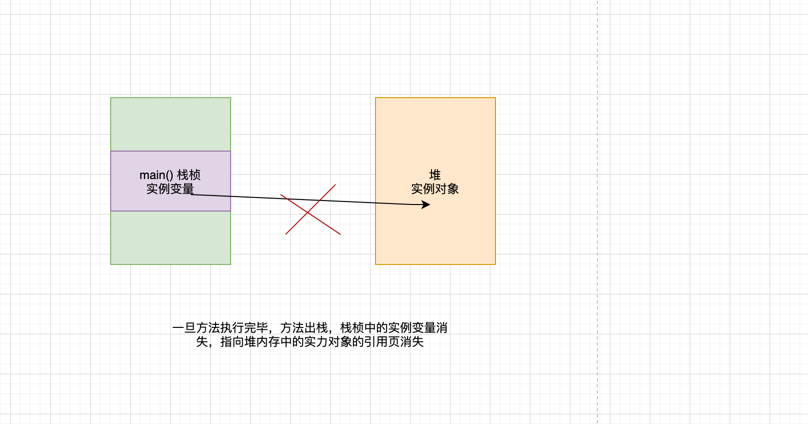 main() 栈桢
实例变量
堆
实例对象
一旦方法执行完毕，方法出栈，栈桢中的实例变量消
失，指向堆内存中的实力对象的引用页消失